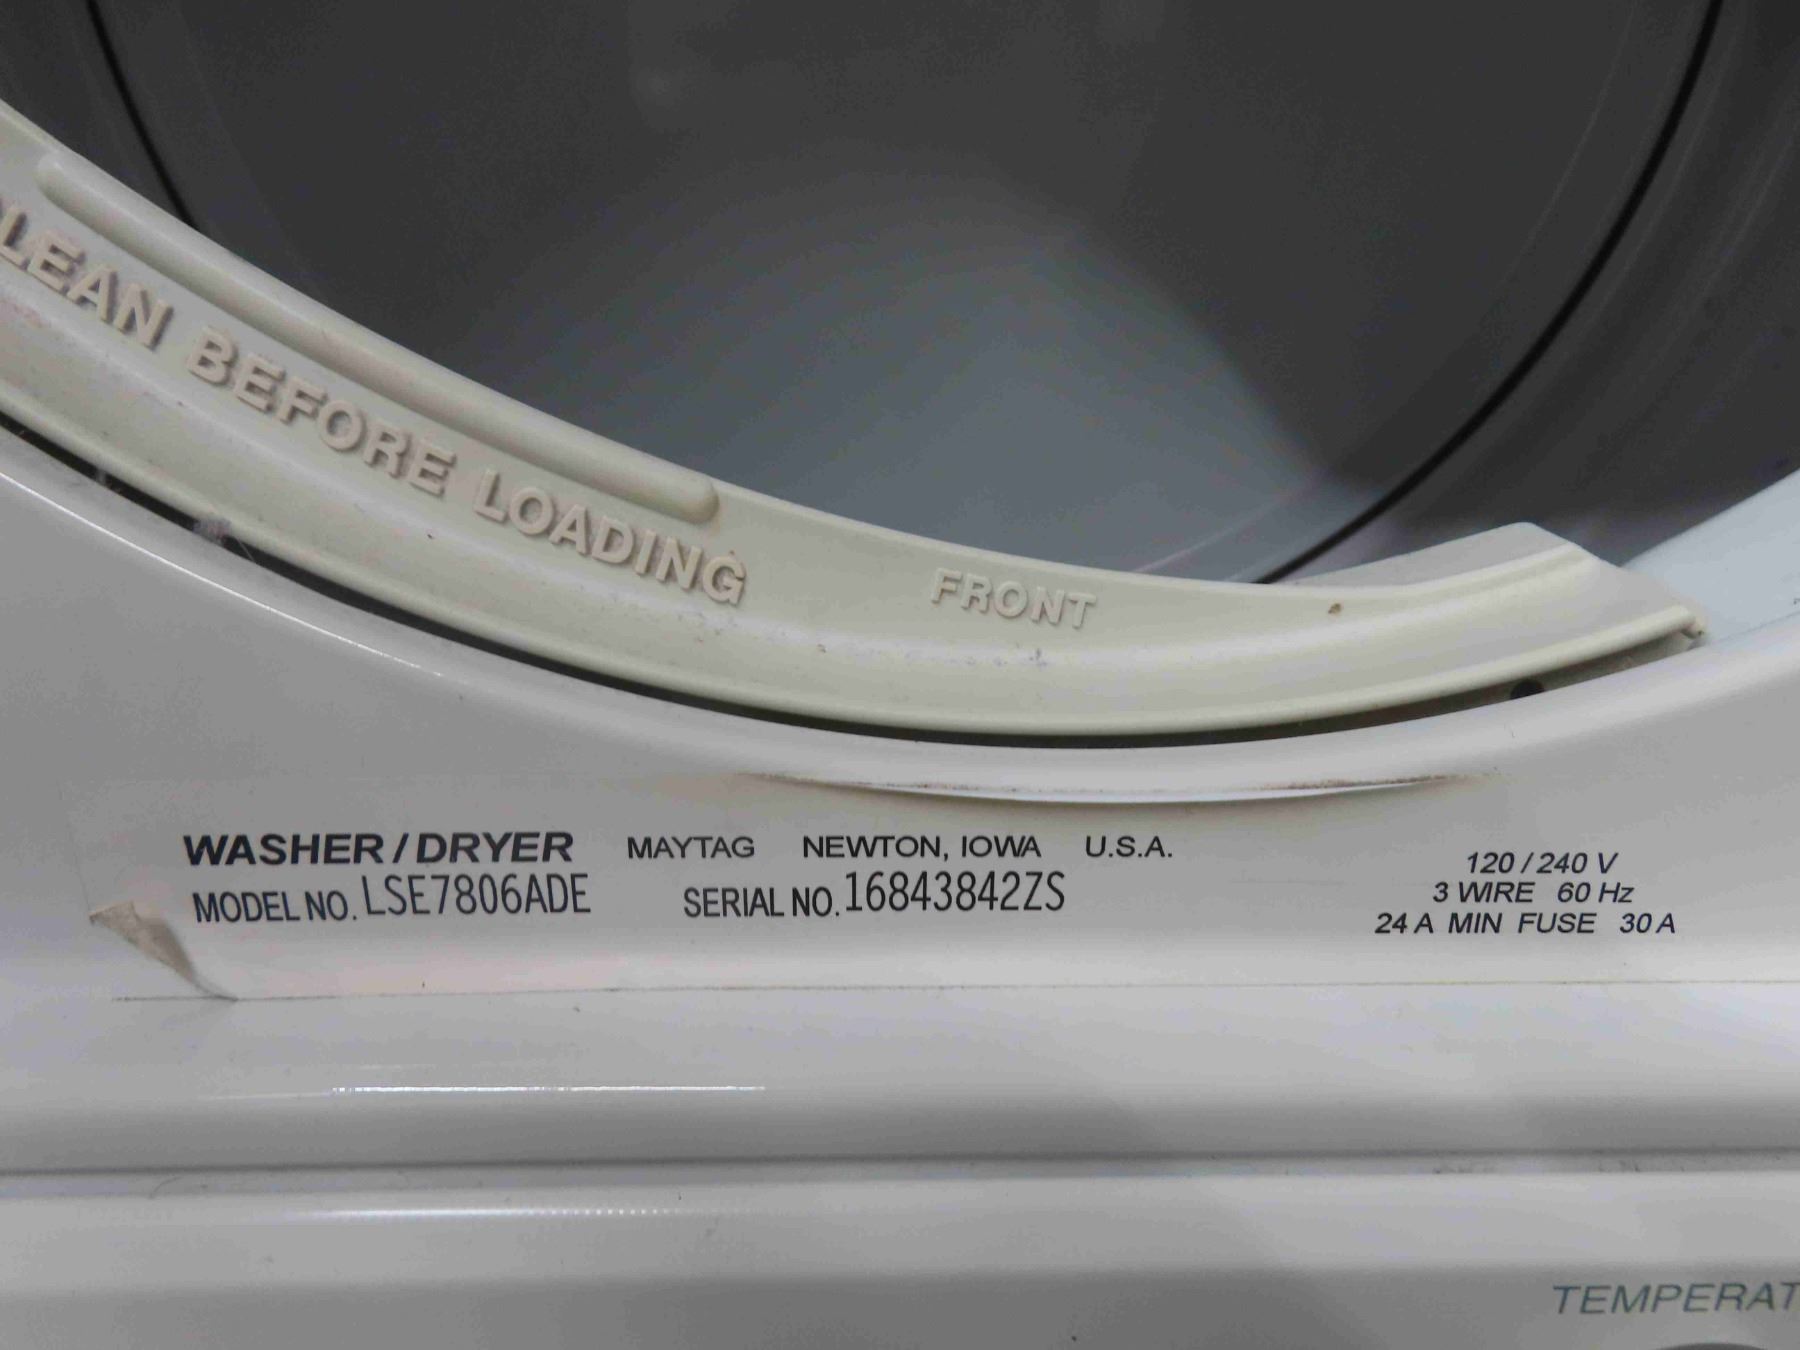 LEAN BEFORE LOADING
FRONT
WASHER/DRYER MAYTAG NEWTON, IOWA U.S.A.
MODEL NO. LSE7806ADE SERIAL NO. 16843842ZS
120/240 V
3 WIRE 60 Hz
24 A MIN FUSE 30 A
TEMPERAT